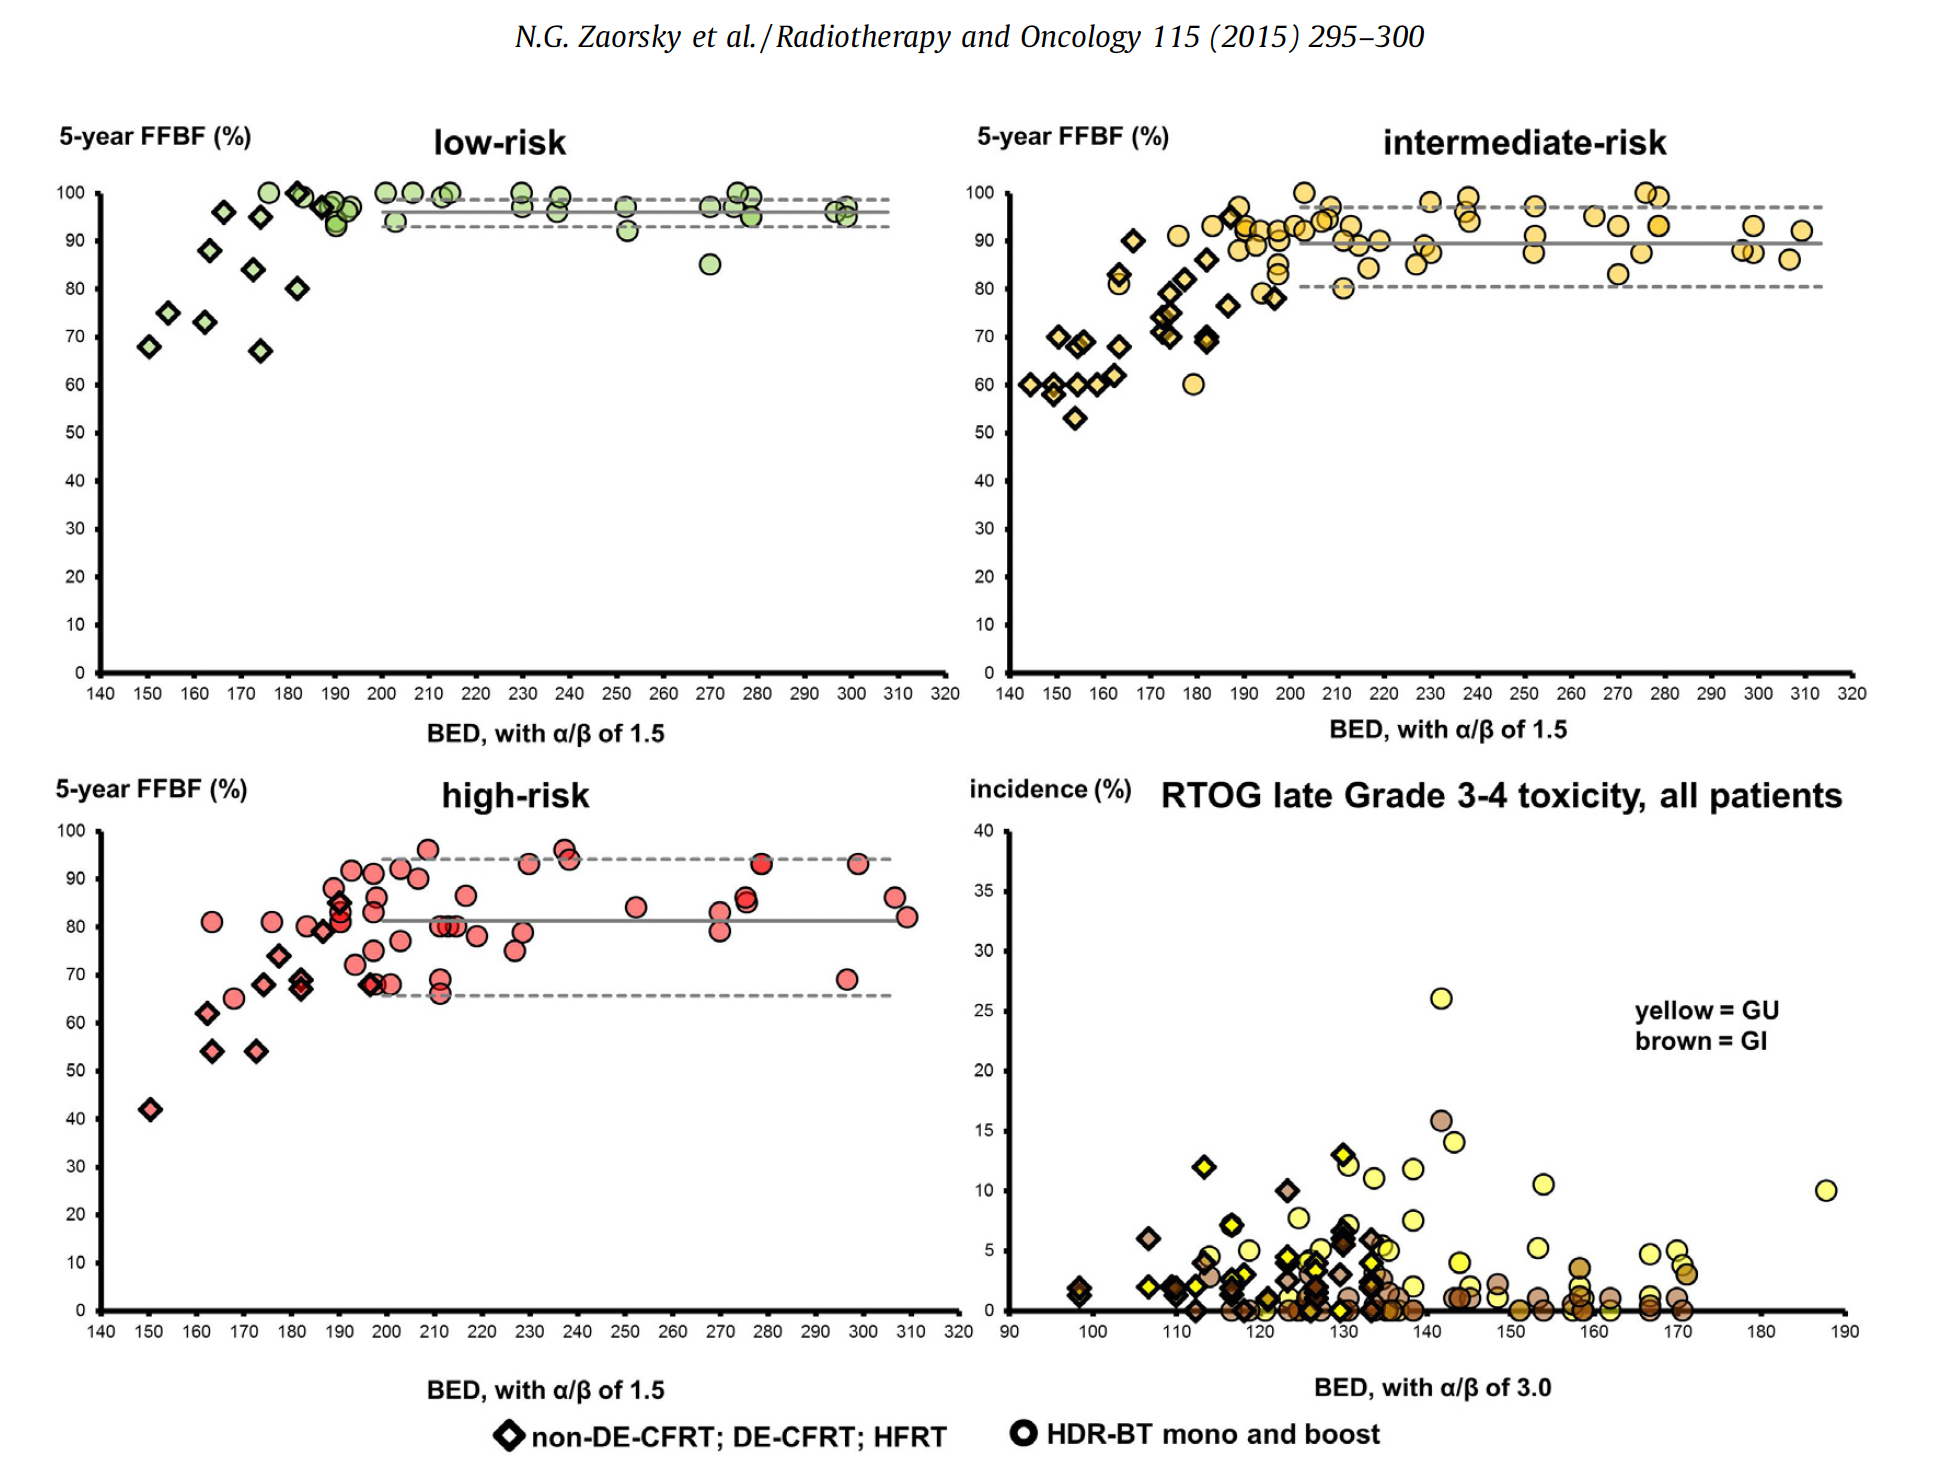 N.G. Zaorsky et al. / Radiotherapy and Oncology 115 (2015) 295–300
5-year FFBF (%)
low-risk
100
90
80
70
60
50
40
30
20
10
0
140 150 160 170 180 190 200 210 220 230 240 250 260 270 280 290 300 310 320
BED, with α/β of 1.5
5-year FFBF (%)
intermediate-risk
100
90
80
70
60
50
40
30
20
10
0
140 150 160 170 180 190 200 210 220 230 240 250 260 270 280 290 300 310 320
BED, with α/β of 1.5
5-year FFBF (%)
high-risk
100
90
80
70
60
50
40
30
20
10
0
140 150 160 170 180 190 200 210 220 230 240 250 260 270 280 290 300 310 320
BED, with α/β of 1.5
incidence (%)
RTOG late Grade 3-4 toxicity, all patients
40
35
30
25
20
15
10
5
0
yellow = GU
brown = GI
90 100 110 120 130 140 150 160 170 180 190
BED, with α/β of 3.0
non-DE-CFRT; DE-CFRT; HFRT
HDR-BT mono and boost